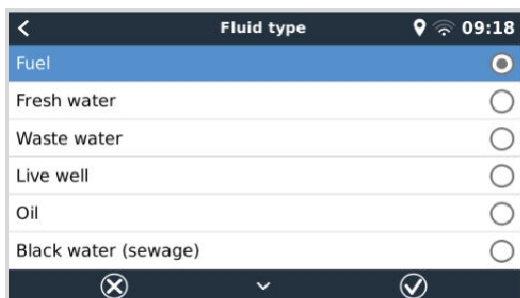 Fluid type 09:18
Fuel
Fresh water
Waste water
Live well
Oil
Black water (sewage)